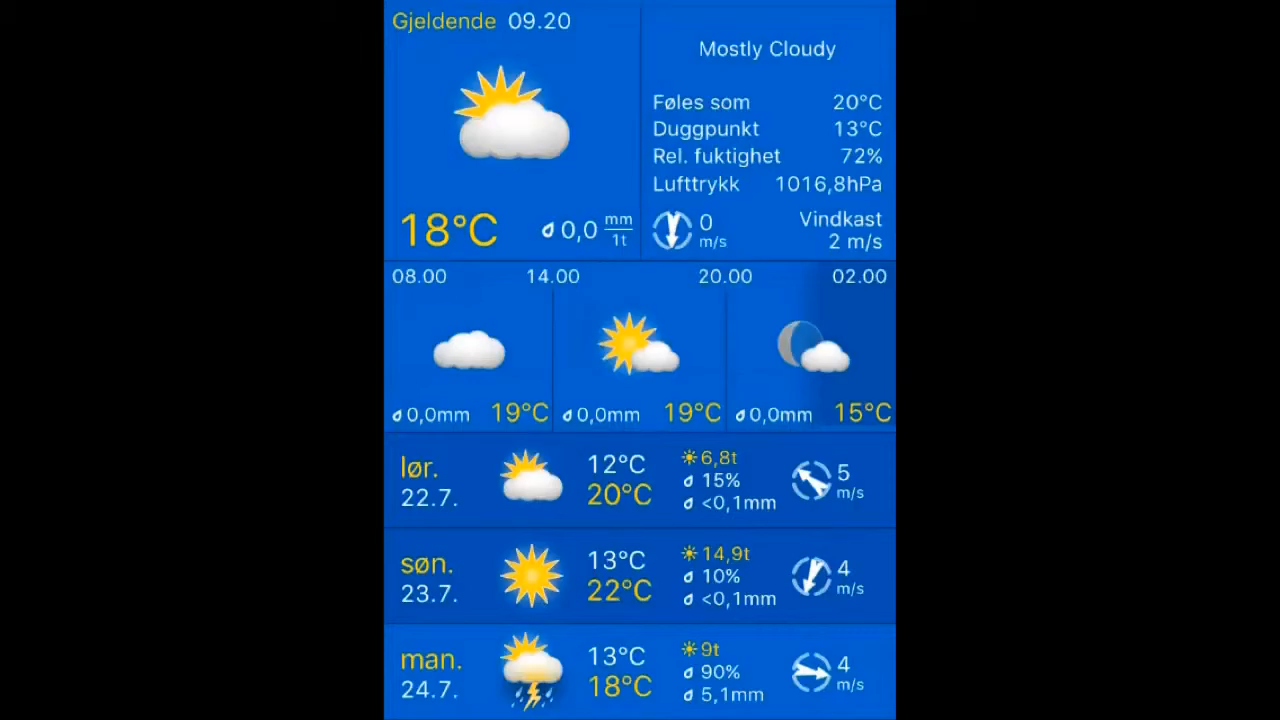 Gjeldende 09.20
18°C
0,0 mm
1t
Mostly Cloudy
Føles som 20°C
Duggpunkt 13°C
Rel. fuktighet 72%
Lufttrykk 1016,8hPa
0 m/s
Vindkast
2 m/s
08.00 14.00 20.00 02.00
0,0mm 19°C 0,0mm 19°C 0,0mm 15°C
lør.
22.7.
12°C
20°C
6,8t
15%
<0,1mm
5
m/s
søn.
23.7.
13°C
22°C
14,9t
10%
<0,1mm
4
m/s
man.
24.7.
13°C
18°C
9t
90%
5,1mm
4
m/s